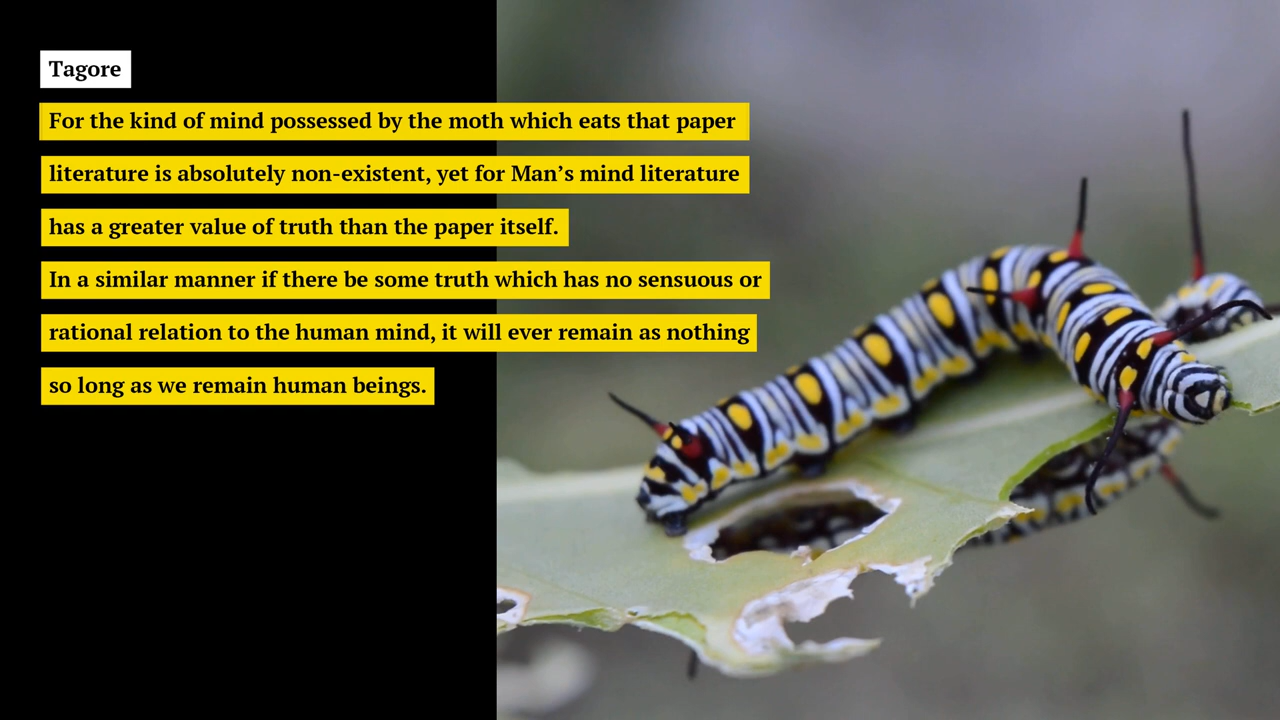 Tagore
For the kind of mind possessed by the moth which eats that paper
literature is absolutely non-existent, yet for Man’s mind literature
has a greater value of truth than the paper itself.
In a similar manner if there be some truth which has no sensuous or
rational relation to the human mind, it will ever remain as nothing
so long as we remain human beings.